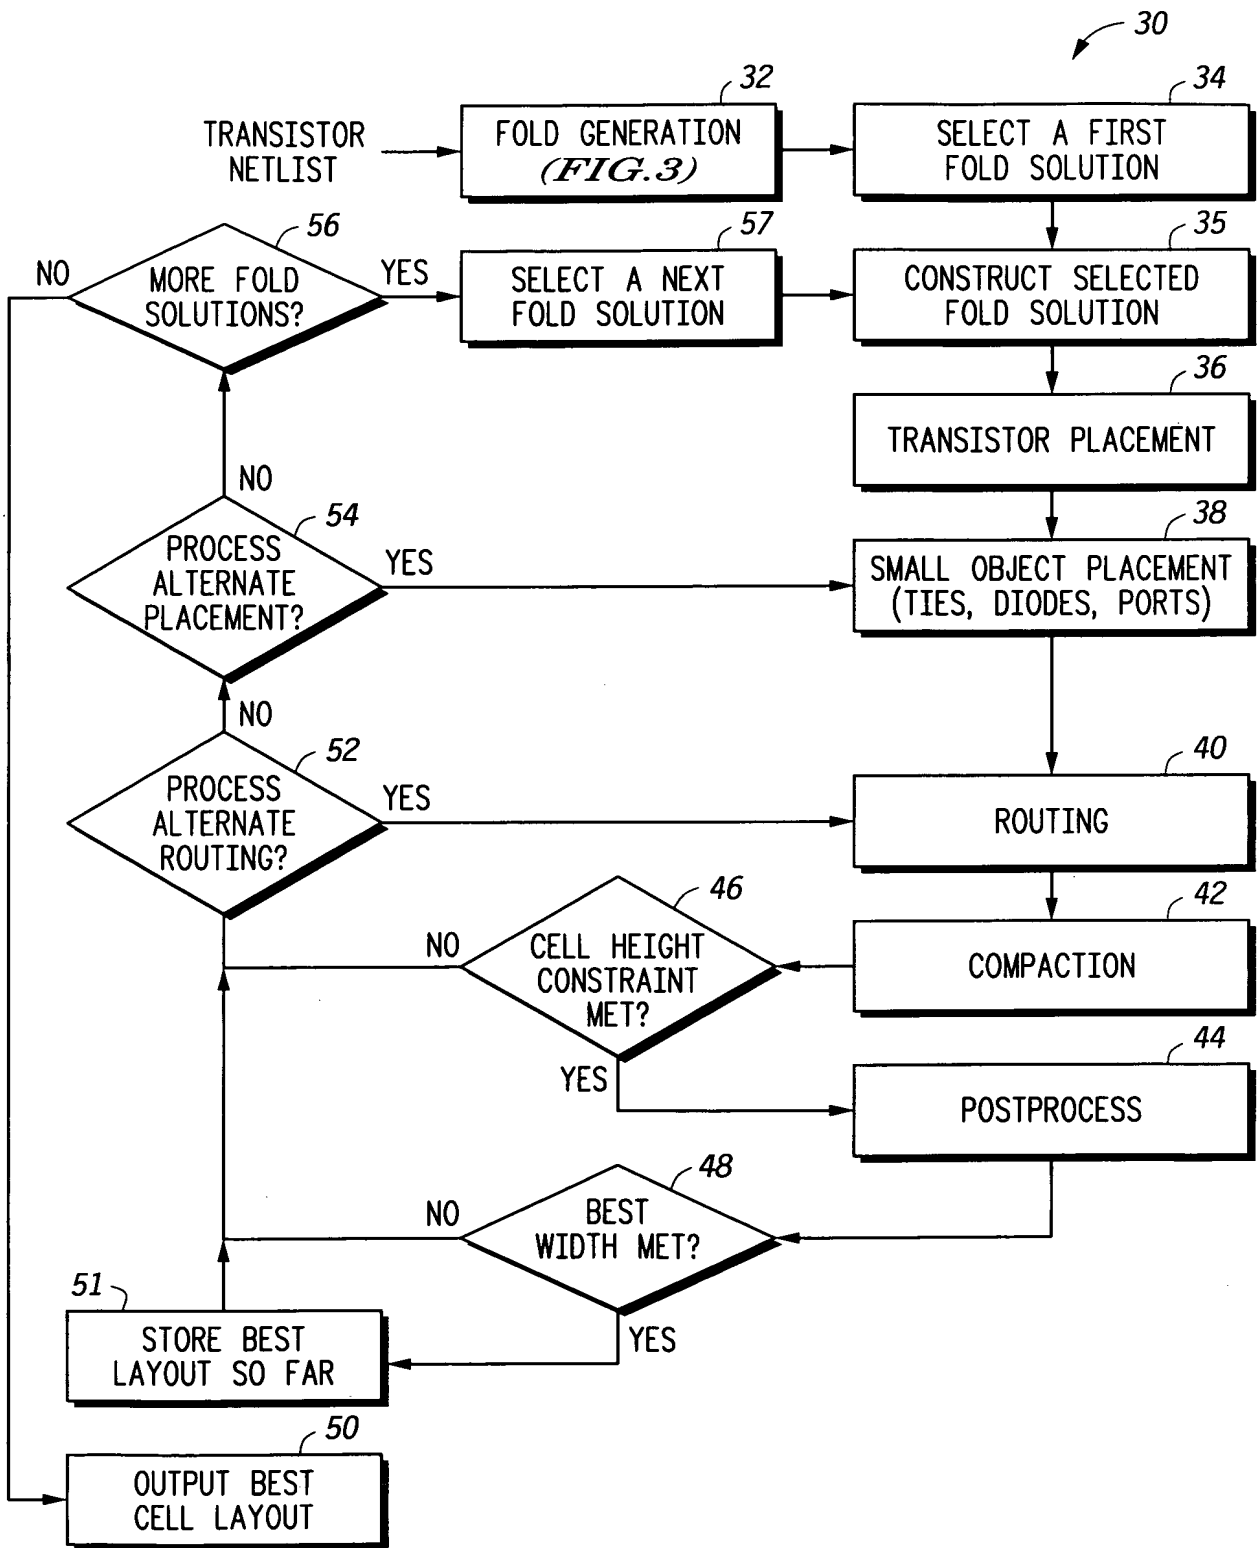 30
32
34
TRANSISTOR
NETLIST
FOLD GENERATION
(FIG.3)
SELECT A FIRST
FOLD SOLUTION
56
57
35
NO
MORE FOLD
SOLUTIONS?
YES
SELECT A NEXT
FOLD SOLUTION
CONSTRUCT SELECTED
FOLD SOLUTION
36
TRANSISTOR PLACEMENT
NO
54
38
PROCESS
ALTERNATE
PLACEMENT?
YES
SMALL OBJECT PLACEMENT
(TIES, DIODES, PORTS)
NO
52
40
PROCESS
ALTERNATE
ROUTING?
YES
ROUTING
46
42
NO
CELL HEIGHT
CONSTRAINT
MET?
COMPACTION
YES
44
POSTPROCESS
48
NO
BEST
WIDTH MET?
51
YES
STORE BEST
LAYOUT SO FAR
50
OUTPUT BEST
CELL LAYOUT